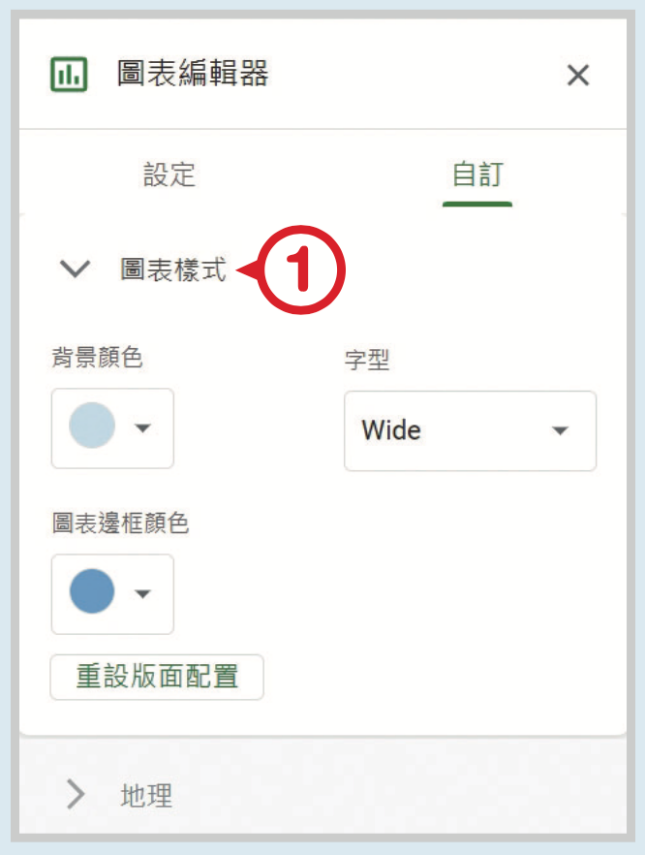 圖表編輯器
設定 自訂
圖表樣式 1
背景顏色 字型
Wide
圖表邊框顏色
重設版面配置
地理